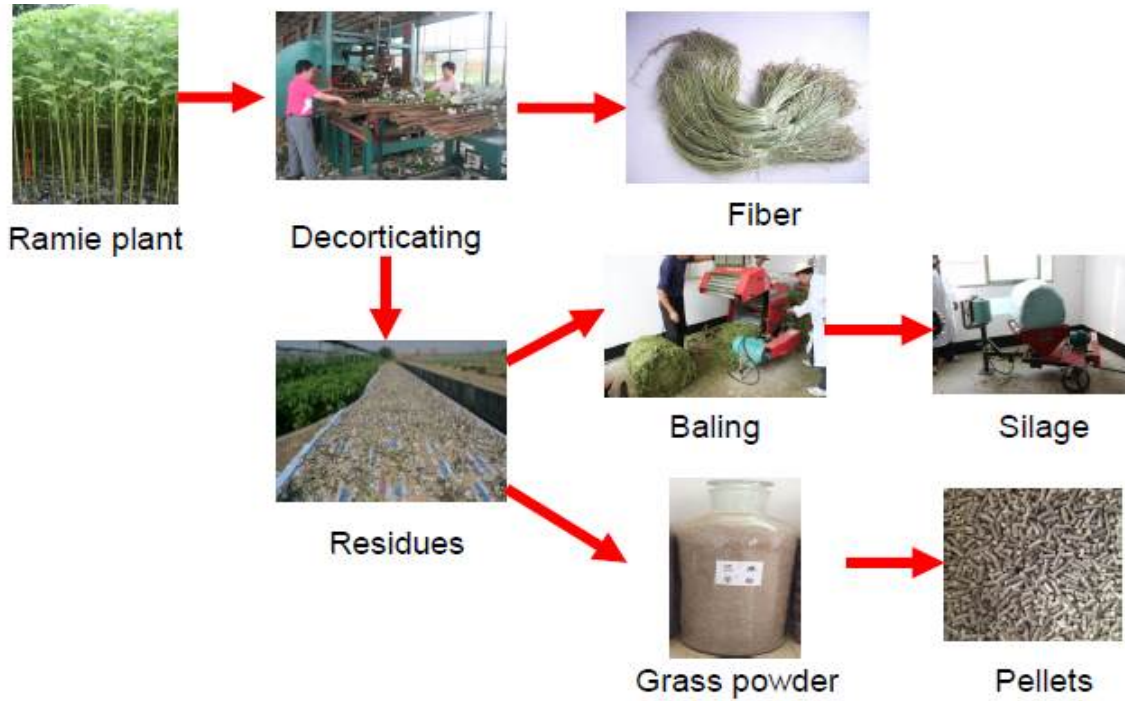 Ramie plant
Decorticating
Fiber
Residues
Baling
Silage
Grass powder
Pellets